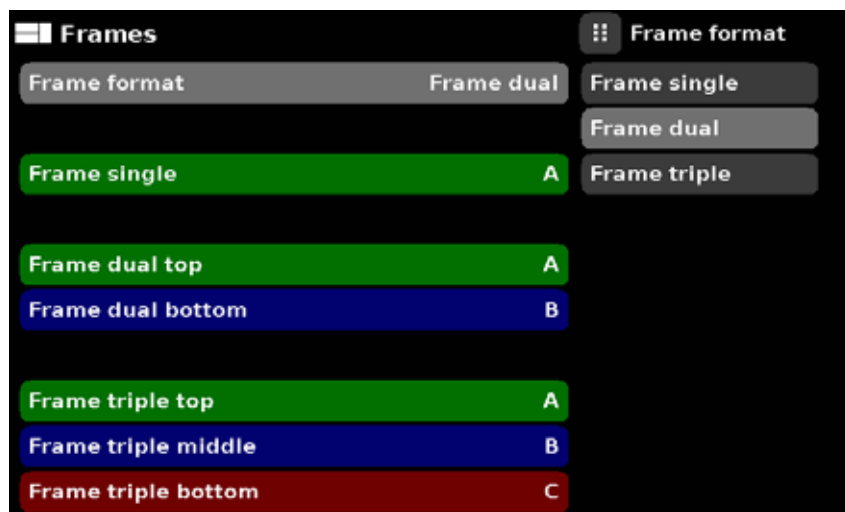 Frames
Frame format Frame dual
Frame single A
Frame dual top A
Frame dual bottom B
Frame triple top A
Frame triple middle B
Frame triple bottom C
Frame format
Frame single
Frame dual
Frame triple